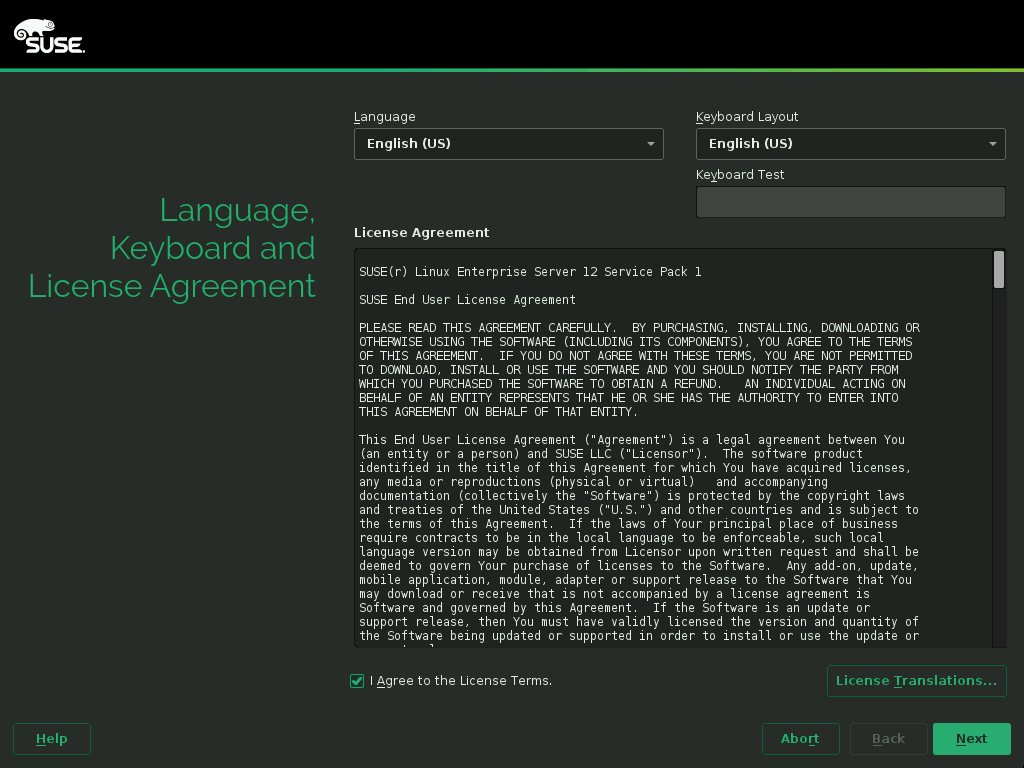 SUSE.
Language
Keyboard Layout
English (US)
English (US)
Keyboard Test
Language,
Keyboard and
License Agreement
License Agreement
SUSE(r) Linux Enterprise Server 12 Service Pack 1
SUSE End User License Agreement
PLEASE READ THIS AGREEMENT CAREFULLY.  BY PURCHASING, INSTALLING, DOWNLOADING OR
OTHERWISE USING THE SOFTWARE (INCLUDING ITS COMPONENTS), YOU AGREE TO THE TERMS
OF THIS AGREEMENT.  IF YOU DO NOT AGREE WITH THESE TERMS, YOU ARE NOT PERMITTED
TO DOWNLOAD, INSTALL OR USE THE SOFTWARE AND YOU SHOULD NOTIFY THE PARTY FROM
WHICH YOU PURCHASED THE SOFTWARE TO OBTAIN A REFUND.   AN INDIVIDUAL ACTING ON
BEHALF OF AN ENTITY REPRESENTS THAT HE OR SHE HAS THE AUTHORITY TO ENTER INTO
THIS AGREEMENT ON BEHALF OF THAT ENTITY.
This End User License Agreement ("Agreement") is a legal agreement between You
(an entity or a person) and SUSE LLC ("Licensor").  The software product
identified in the title of this Agreement for which You have acquired licenses,
any media or reproductions (physical or virtual)   and accompanying
documentation (collectively the "Software") is protected by the copyright laws
and treaties of the United States ("U.S.") and other countries and is subject to
the terms of this Agreement.  If the laws of Your principal place of business
require contracts to be in the local language to be enforceable, such local
language version may be obtained from Licensor upon written request and shall be
deemed to govern Your purchase of licenses to the Software.  Any add-on, update,
mobile application, module, adapter or support release to the Software that You
may download or receive that is not accompanied by a license agreement is
Software and governed by this Agreement.  If the Software is an update or
support release, then You must have validly licensed the version and quantity of
the Software being updated or supported in order to install or use the update or
I Agree to the License Terms.
License Translations...
Help
Abort
Back
Next